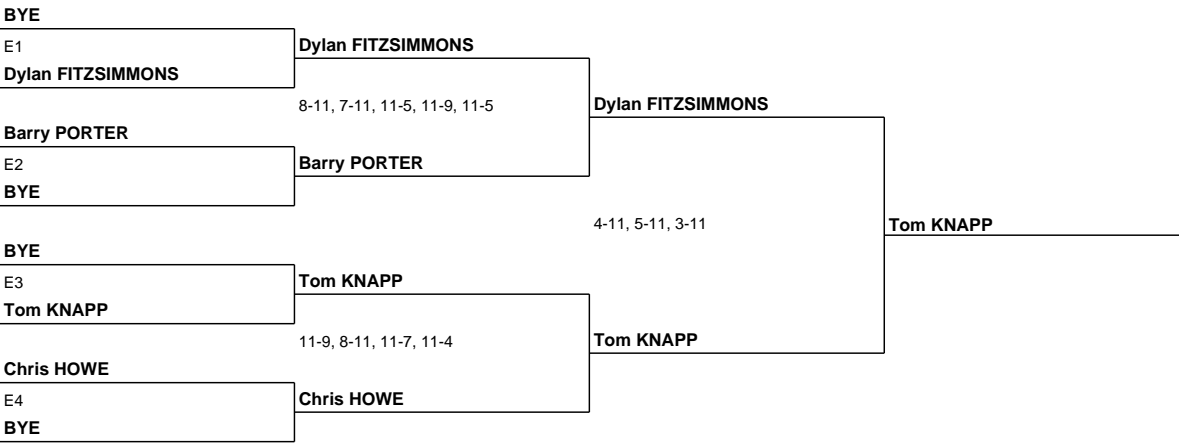 BYE
E1
Dylan FITZSIMMONS
Barry PORTER
E2
BYE
BYE
E3
Tom KNAPP
Chris HOWE
E4
BYE
Dylan FITZSIMMONS
8-11, 7-11, 11-5, 11-9, 11-5
Barry PORTER
Tom KNAPP
11-9, 8-11, 11-7, 11-4
Chris HOWE
Dylan FITZSIMMONS
4-11, 5-11, 3-11
Tom KNAPP
Tom KNAPP